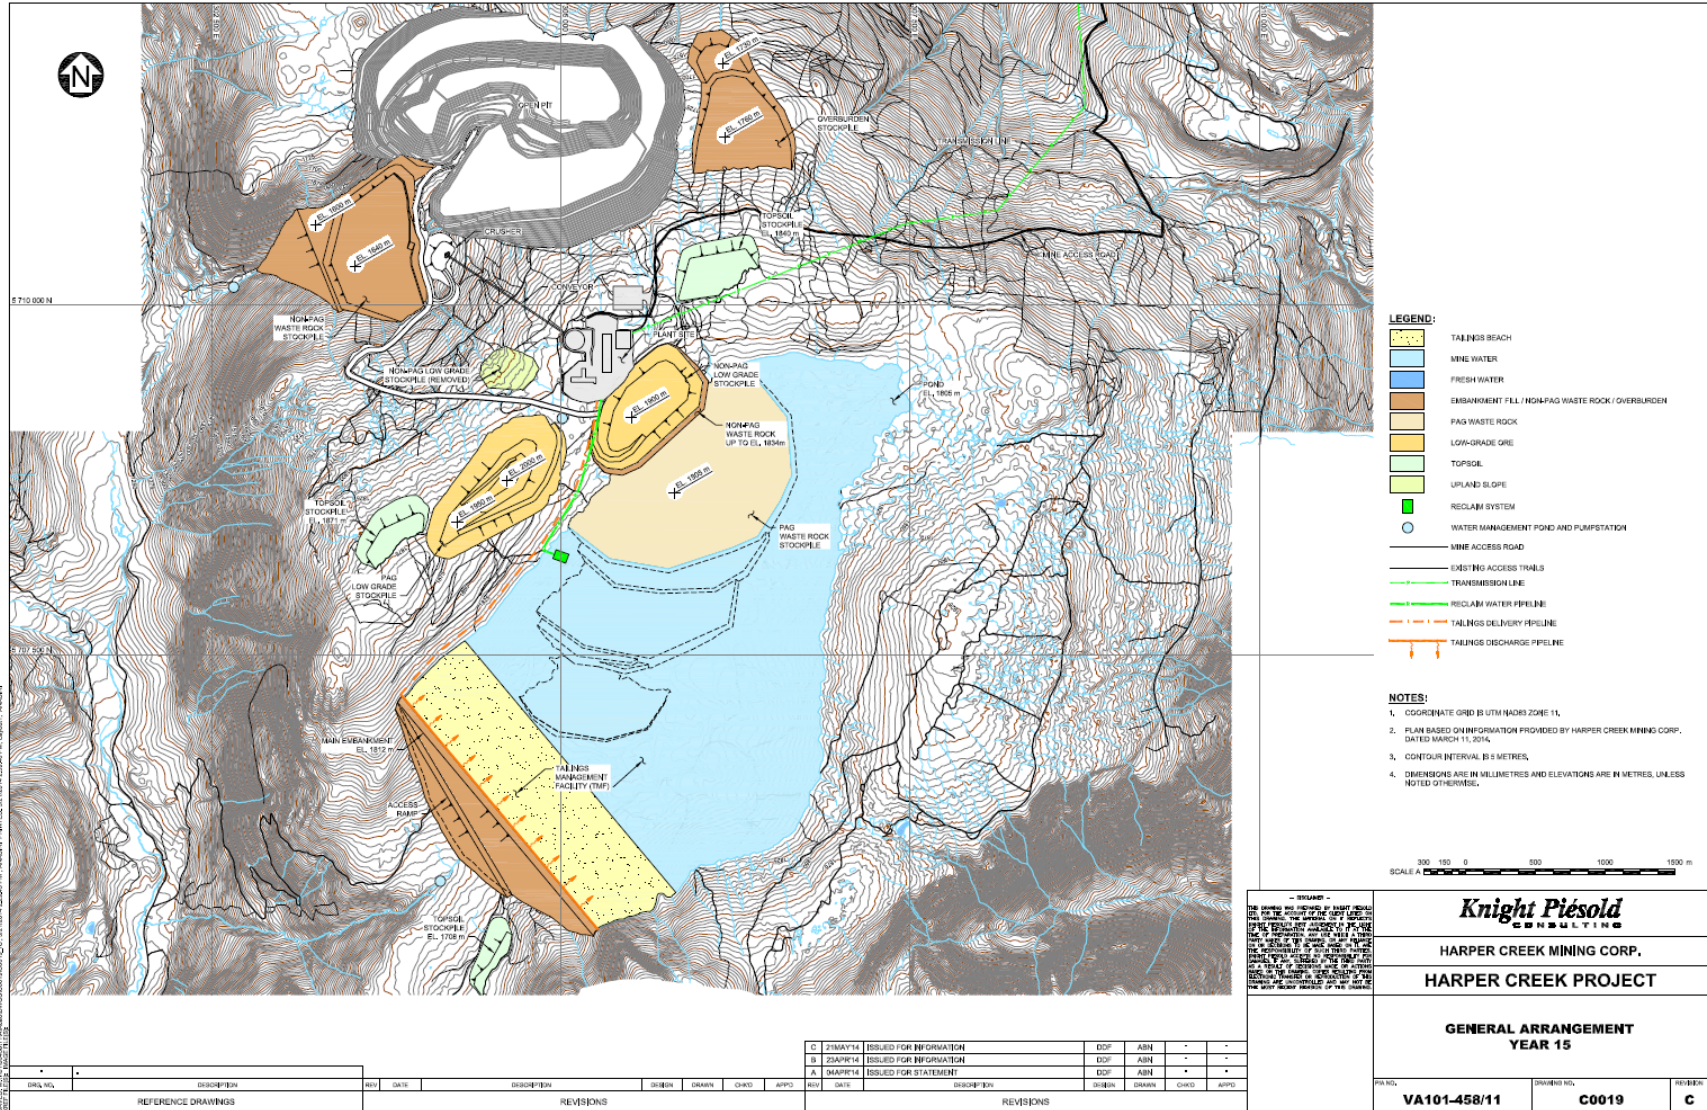 N
EL. 1730 m
OPEN PIT
OVERBURDEN
STOCKPILE
EL. 1760 m
TRANSMISSION LINE
EL. 1600 m
EL. 1640 m
CRUSHER
TOPSOIL
STOCKPILE
EL. 1840 m
MINE ACCESS ROAD
CONVEYOR
5 710 000 N
NON-PAG
WASTE ROCK
STOCKPILE
PLANT SITE
NON-PAG LOW GRADE
STOCKPILE (REMOVED)
NON-PAG
LOW GRADE
STOCKPILE
POND
EL. 1805 m
EL. 1900 m
NON-PAG
WASTE ROCK
UP TO EL. 1834m
EL. 2000 m
EL. 1950 m
EL. 1805 m
TOPSOIL
STOCKPILE
EL. 1871 m
PAG
WASTE ROCK
STOCKPILE
PAG
LOW GRADE
STOCKPILE
5 707 500 N
MAIN EMBANKMENT
EL. 1812 m
TAILINGS
MANAGEMENT
FACILITY (TMF)
ACCESS
RAMP
TOPSOIL
STOCKPILE
EL. 1708 m
LEGEND:
TAILINGS BEACH
MINE WATER
FRESH WATER
EMBANKMENT FILL / NON-PAG WASTE ROCK / OVERBURDEN
PAG WASTE ROCK
LOW-GRADE ORE
TOPSOIL
UPLAND SLOPE
RECLAIM SYSTEM
WATER MANAGEMENT POND AND PUMPSTATION
MINE ACCESS ROAD
EXISTING ACCESS TRAILS
TRANSMISSION LINE
RECLAIM WATER PIPELINE
TAILINGS DELIVERY PIPELINE
TAILINGS DISCHARGE PIPELINE
NOTES:
1. COORDINATE GRID IS UTM NAD83 ZONE 11.
2. PLAN BASED ON INFORMATION PROVIDED BY HARPER CREEK MINING CORP.
DATED MARCH 11, 2014.
3. CONTOUR INTERVAL IS 5 METRES.
4. DIMENSIONS ARE IN MILLIMETRES AND ELEVATIONS ARE IN METRES, UNLESS
NOTED OTHERWISE.
300 150 0 500 1000 1500 m
SCALE A
- DISCLAIMER -
Knight Piésold
CONSULTING
HARPER CREEK MINING CORP.
HARPER CREEK PROJECT
GENERAL ARRANGEMENT
YEAR 15
P/A NO. DRAWING NO. REVISION
VA101-458/11 C0019 C
C 21MAY'14 ISSUED FOR INFORMATION DDF ABN - -
B 23APR'14 ISSUED FOR INFORMATION DDF ABN - -
A 04APR'14 ISSUED FOR STATEMENT DDF ABN
DRG. NO. DESCRIPTION REV DATE DESCRIPTION DESIGN DRAWN CHK'D APP'D REV DATE DESCRIPTION DESIGN DRAWN CHK'D APP'D
REFERENCE DRAWINGS REVISIONS REVISIONS